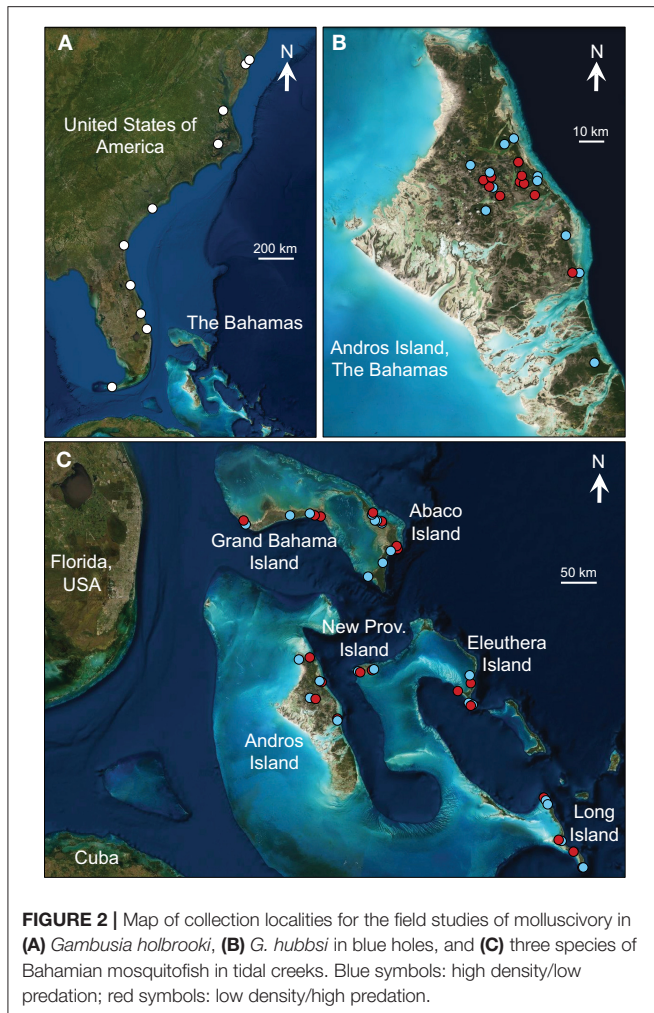 A
N
United States of
America
200 km
The Bahamas
B
N
10 km
Andros Island,
The Bahamas
C
N
Abaco
Island
Grand Bahama
Island
Florida,
USA
50 km
New Prov.
Island
Eleuthera
Island
Andros
Island
Long
Island
Cuba
FIGURE 2 | Map of collection localities for the field studies of molluscivory in
(A) Gambusia holbrooki, (B) G. hubbsi in blue holes, and (C) three species of
Bahamian mosquitofish in tidal creeks. Blue symbols: high density/low
predation; red symbols: low density/high predation.